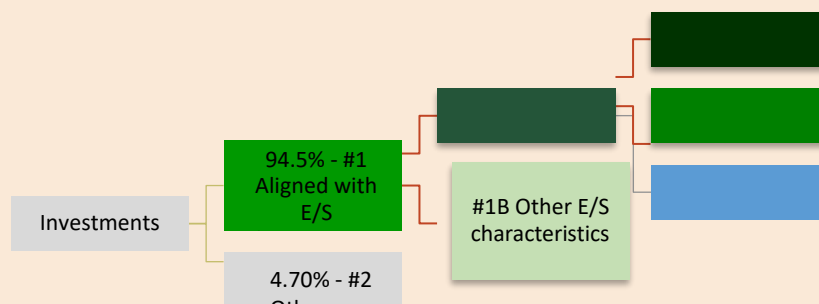 94.5% - #1
Aligned with
E/S
#1B Other E/S
characteristics
Investments
4.70% - #2